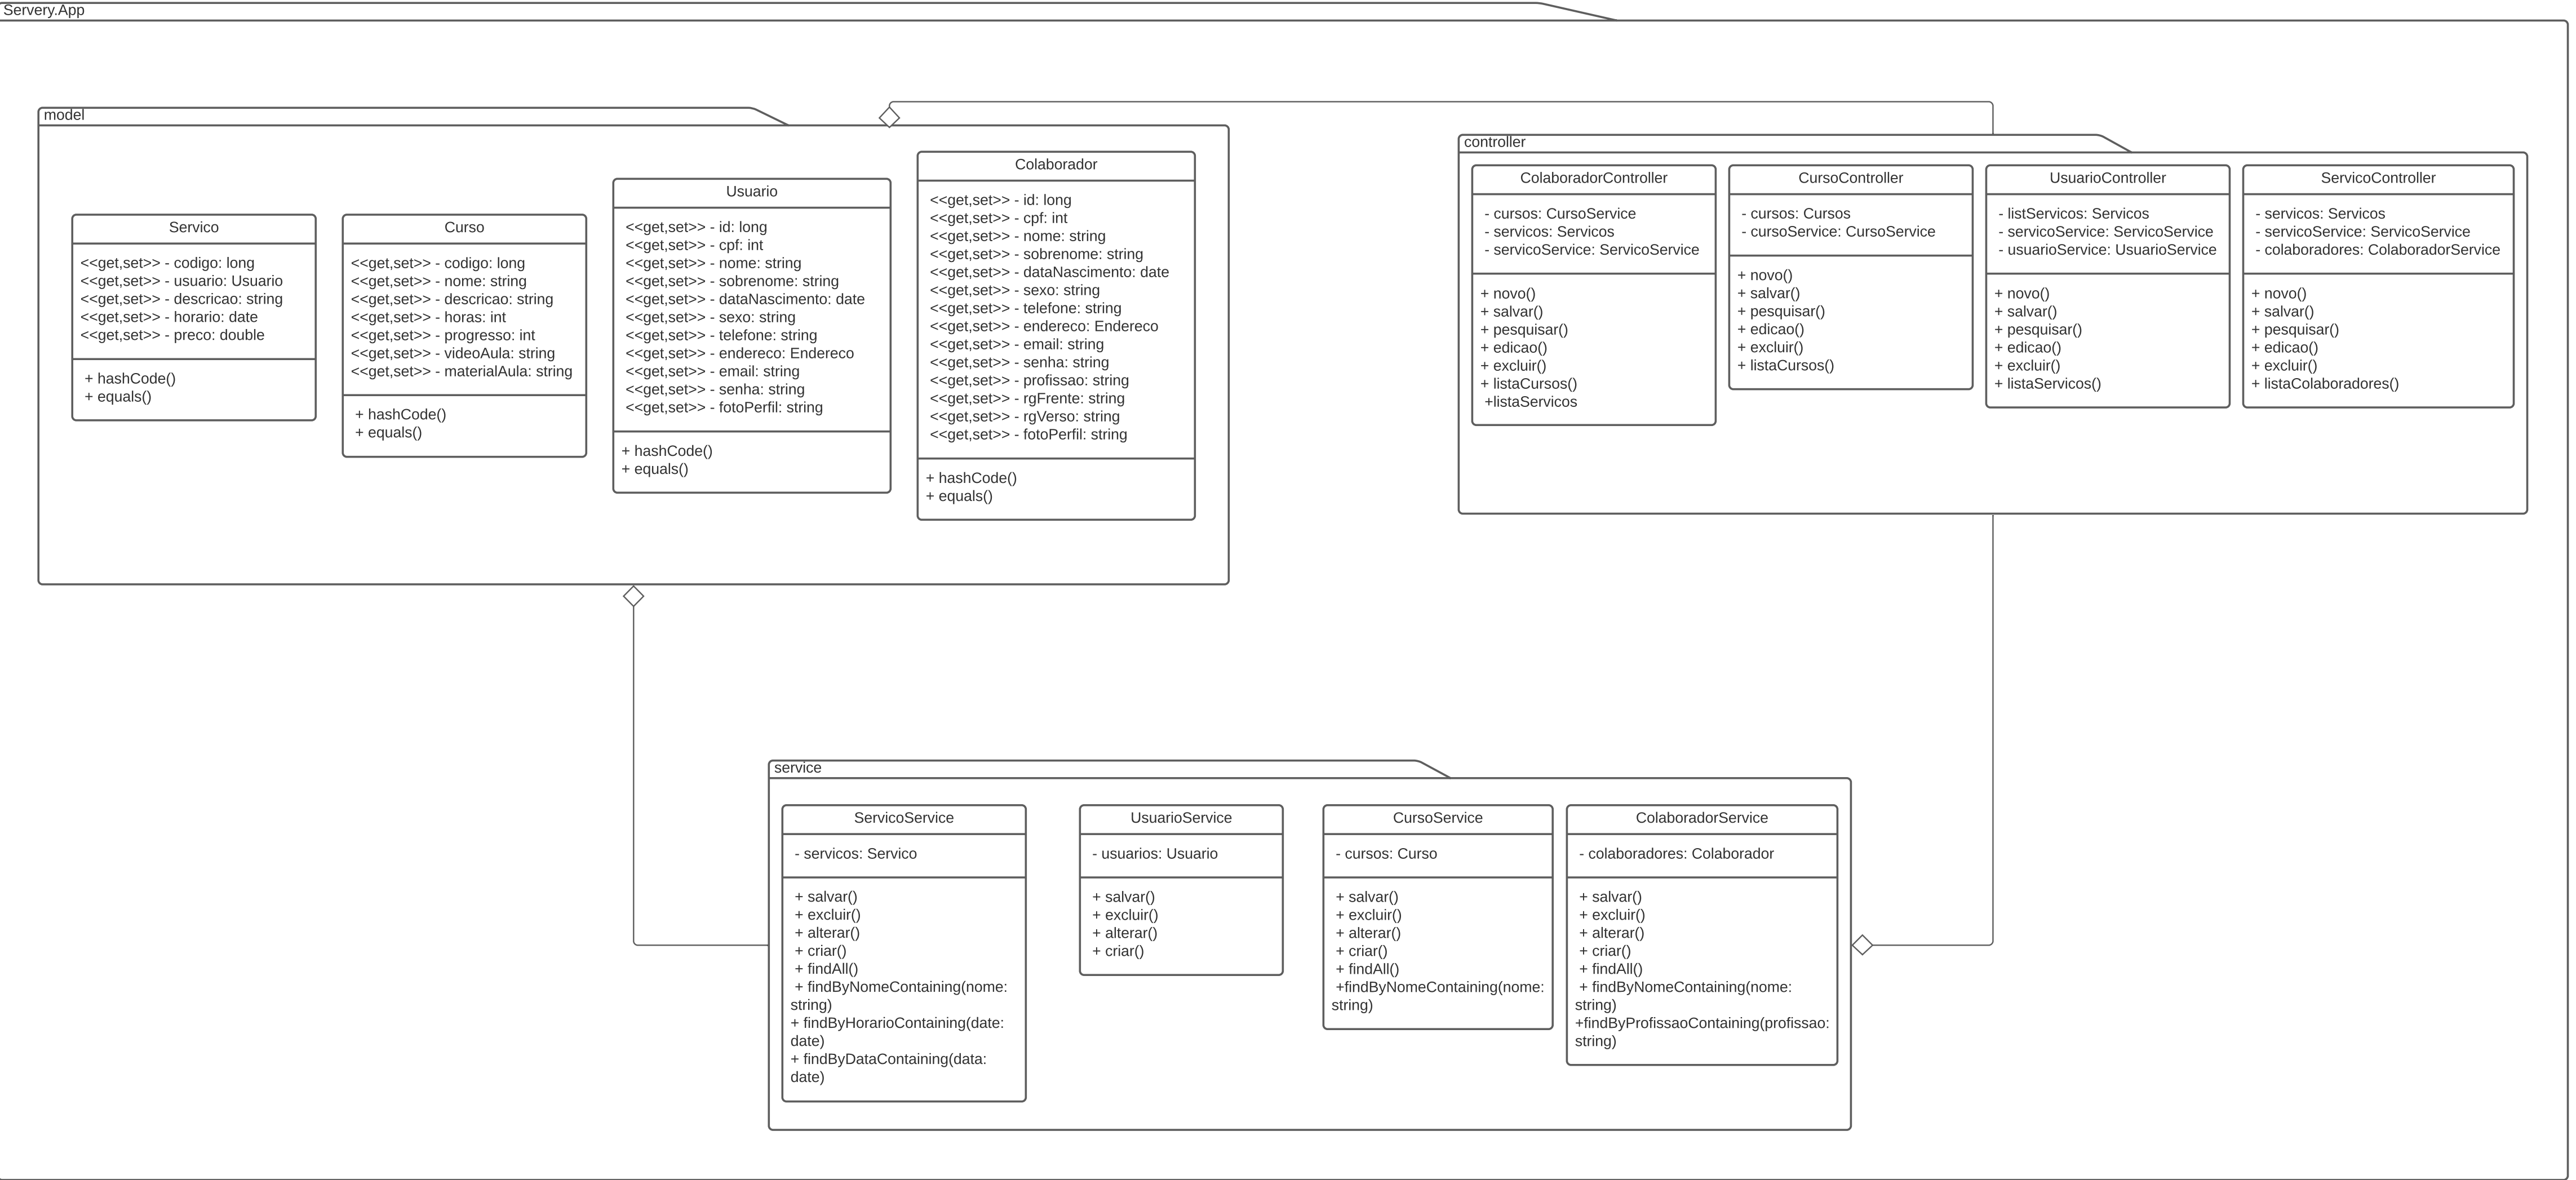 Servery.App
model
Servico
<<get,set>> - codigo: long
<<get,set>> - usuario: Usuario
<<get,set>> - descricao: string
<<get,set>> - horario: date
<<get,set>> - preco: double
+ hashCode()
+ equals()
Curso
<<get,set>> - codigo: long
<<get,set>> - nome: string
<<get,set>> - descricao: string
<<get,set>> - horas: int
<<get,set>> - progresso: int
<<get,set>> - videoAula: string
<<get,set>> - materialAula: string
+ hashCode()
+ equals()
Usuario
<<get,set>> - id: long
<<get,set>> - cpf: int
<<get,set>> - nome: string
<<get,set>> - sobrenome: string
<<get,set>> - dataNascimento: date
<<get,set>> - sexo: string
<<get,set>> - telefone: string
<<get,set>> - endereco: Endereco
<<get,set>> - email: string
<<get,set>> - senha: string
<<get,set>> - fotoPerfil: string
+ hashCode()
+ equals()
Colaborador
<<get,set>> - id: long
<<get,set>> - cpf: int
<<get,set>> - nome: string
<<get,set>> - sobrenome: string
<<get,set>> - dataNascimento: date
<<get,set>> - sexo: string
<<get,set>> - telefone: string
<<get,set>> - endereco: Endereco
<<get,set>> - email: string
<<get,set>> - senha: string
<<get,set>> - profissao: string
<<get,set>> - rgFrente: string
<<get,set>> - rgVerso: string
<<get,set>> - fotoPerfil: string
+ hashCode()
+ equals()
controller
ColaboradorController
- cursos: CursoService
- servicos: Servicos
- servicoService: ServicoService
+ novo()
+ salvar()
+ pesquisar()
+ edicao()
+ excluir()
+ listaCursos()
+listaServicos
CursoController
- cursos: Cursos
- cursoService: CursoService
+ novo()
+ salvar()
+ pesquisar()
+ edicao()
+ excluir()
+ listaCursos()
UsuarioController
- listServicos: Servicos
- servicoService: ServicoService
- usuarioService: UsuarioService
+ novo()
+ salvar()
+ pesquisar()
+ edicao()
+ excluir()
+ listaServicos()
ServicoController
- servicos: Servicos
- servicoService: ServicoService
- colaboradores: ColaboradorService
+ novo()
+ salvar()
+ pesquisar()
+ edicao()
+ excluir()
+ listaColaboradores()
service
ServicoService
- servicos: Servico
+ salvar()
+ excluir()
+ alterar()
+ criar()
+ findAll()
+ findByNomeContaining(nome:
string)
+ findByHorarioContaining(date:
date)
+ findByDataContaining(data:
date)
UsuarioService
- usuarios: Usuario
+ salvar()
+ excluir()
+ alterar()
+ criar()
CursoService
- cursos: Curso
+ salvar()
+ excluir()
+ alterar()
+ criar()
+ findAll()
+findByNomeContaining(nome:
string)
ColaboradorService
- colaboradores: Colaborador
+ salvar()
+ excluir()
+ alterar()
+ criar()
+ findAll()
+ findByNomeContaining(nome:
string)
+findByProfissaoContaining(profissao:
string)